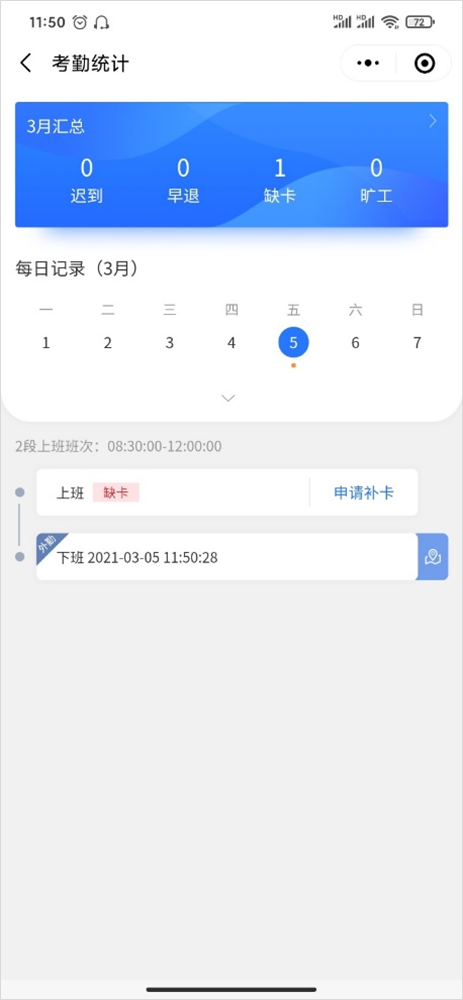 11:50 HD HD 72
考勤统计
3月汇总
0 0 1 0
迟到 早退 缺卡 旷工
每日记录（3月）
一 二 三 四 五 六 日
1 2 3 4 5 6 7
2段上班班次：08:30:00-12:00:00
上班 缺卡 申请补卡
外勤
下班 2021-03-05 11:50:28